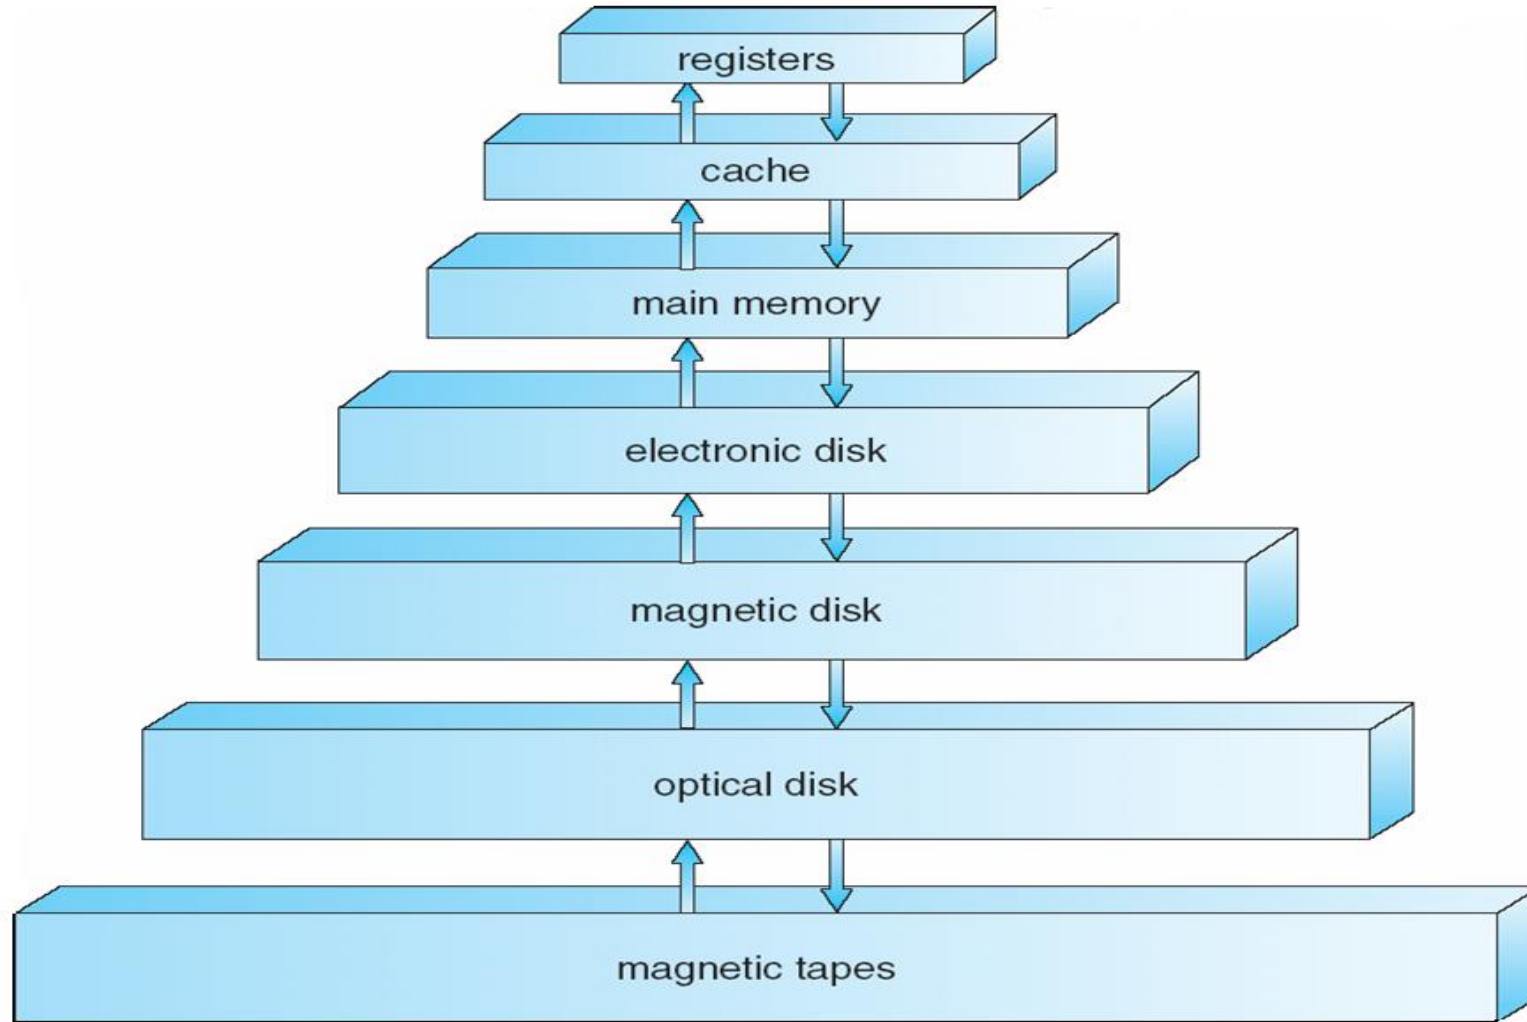 registers
cache
main memory
electronic disk
magnetic disk
optical disk
magnetic tapes